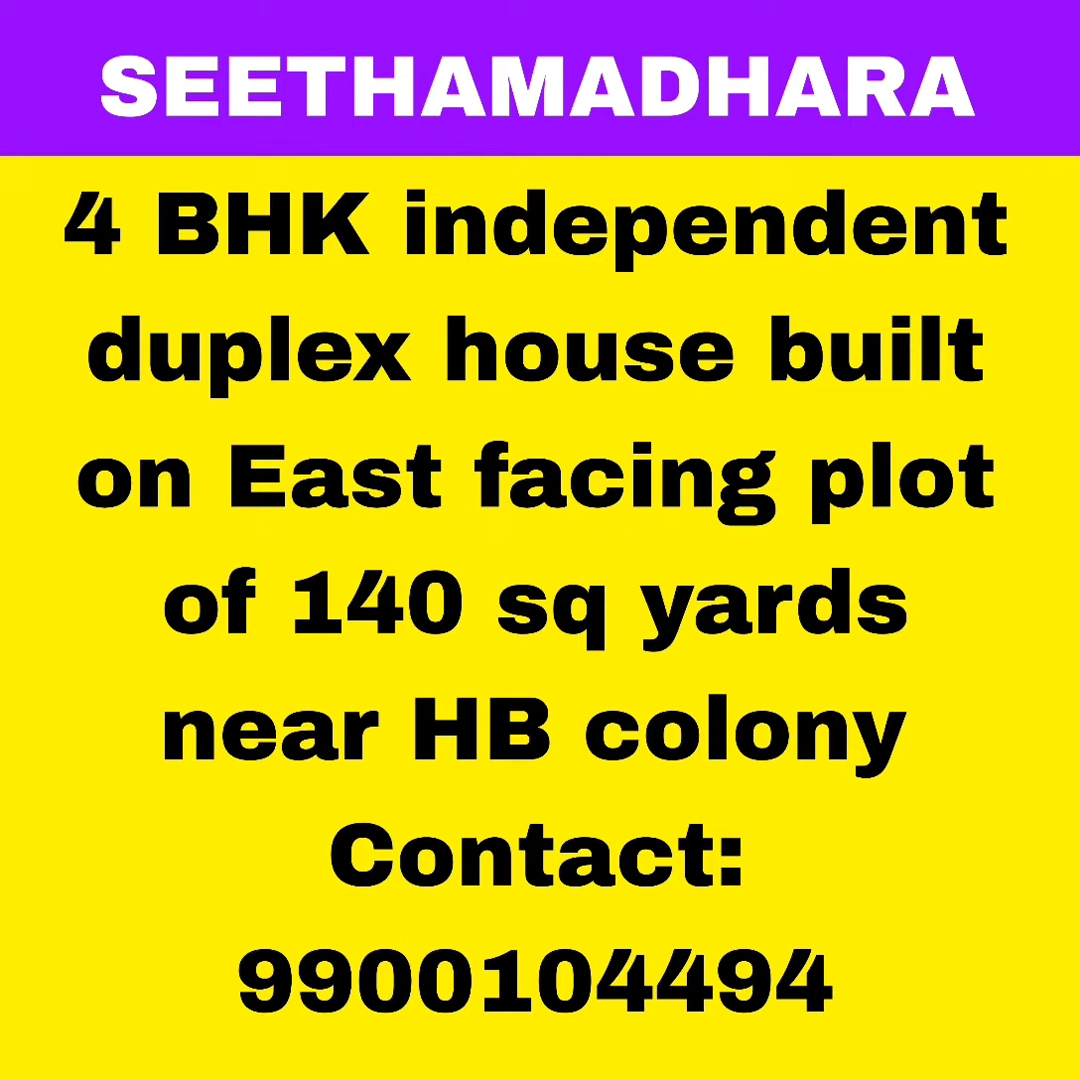 SEETHAMADHARA
4 BHK independent
duplex house built
on East facing plot
of 140 sq yards
near HB colony
Contact:
9900104494